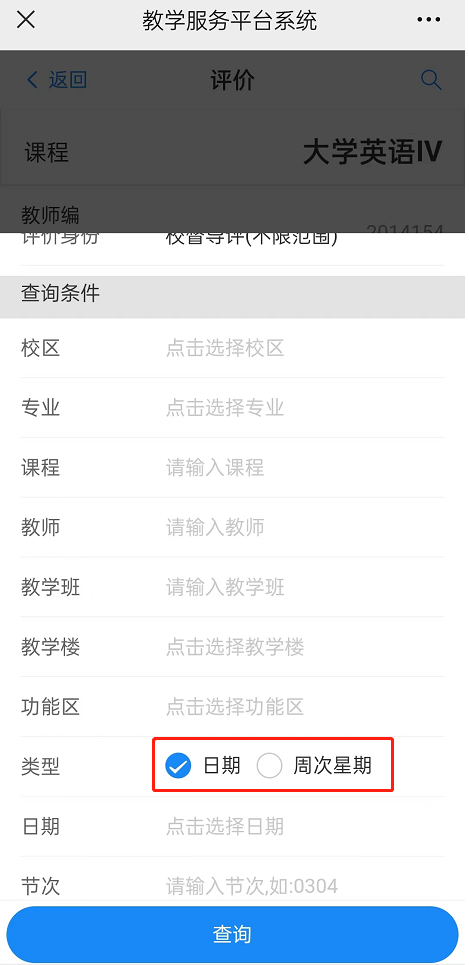 教学服务平台系统
返回 评价
课程 大学英语IV
教师编
评价身份 校督导评(不限范围) 2014154
查询条件
校区 点击选择校区
专业 点击选择专业
课程 请输入课程
教师 请输入教师
教学班 请输入教学班
教学楼 点击选择教学楼
功能区 点击选择功能区
类型 日期 周次星期
日期 点击选择日期
节次 请输入节次,如:0304
查询